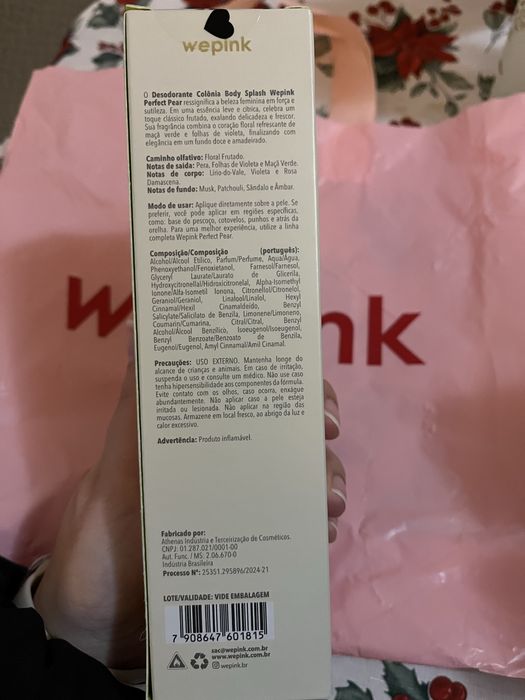 wepink
O Desodorante Colônia Body Splash Wepink
Perfect Pear ressignifica a beleza feminina em força e
sutileza. Em uma essência leve e cítrica, celebra um
toque clássico frutado, exalando delicadeza e frescor.
Sua fragrância combina o coração floral refrescante de
maçã verde e folhas de violeta, finalizando com
elegância em um fundo doce e amadeirado.
Caminho olfativo: Floral Frutado.
Notas de saída: Pera, Folhas de Violeta e Maçã Verde.
Notas de corpo: Lírio-do-Vale, Violeta e Rosa
Damascena.
Notas de fundo: Musk, Patchouli, Sândalo e Âmbar.
Modo de usar: Aplique diretamente sobre a pele. Se
preferir, você pode aplicar em regiões específicas,
como: base do pescoço, cotovelos, punhos e atrás da
orelha. Para uma melhor experiência, utilize a linha
completa Wepink Perfect Pear.
Composição/Composição (português):
Alcohol/Álcool Etílico, Parfum/Perfume, Aqua/Água,
Phenoxyethanol/Fenoxietanol, Farnesol/Farnesol,
Glyceryl Laurate/Laurato de Glicerila,
Hydroxycitronellal/Hidroxicitronelal, Alpha-Isomethyl
Ionone/Alfa-Isometil Ionona, Citronellol/Citronelol,
Geraniol/Geraniol, Linalool/Linalol, Hexyl
Cinnamal/Hexil Cinamaldeído, Benzyl
Salicylate/Salicilato de Benzila, Limonene/Limoneno,
Coumarin/Cumarina, Citral/Citral, Benzyl
Alcohol/Álcool Benzílico, Isoeugenol/Isoeugenol,
Benzyl Benzoate/Benzoato de Benzila,
Eugenol/Eugenol, Amyl Cinnamal/Amil Cinamal.
Precauções: USO EXTERNO. Mantenha longe do
alcance de crianças e animais. Em caso de irritação,
suspenda o uso e consulte um médico. Não use caso
tenha hipersensibilidade aos componentes da fórmula.
Evite contato com os olhos, caso ocorra, enxágue
abundantemente. Não aplicar caso a pele esteja
irritada ou lesionada. Não aplicar na região das
mucosas. Armazene em local fresco, ao abrigo da luz e
calor excessivo.
Advertência: Produto inflamável.
Fabricado por:
Athenas Indústria e Terceirização de Cosméticos.
CNPJ: 01.287.021/0001-00
Aut. Func. / MS: 2.06.670-0
Indústria Brasileira
Processo Nº: 25351.295896/2024-21
LOTE/VALIDADE: VIDE EMBALAGEM
7 908647 601815
sac@wepink.com.br
www.wepink.com.br
wepink.br
w nk